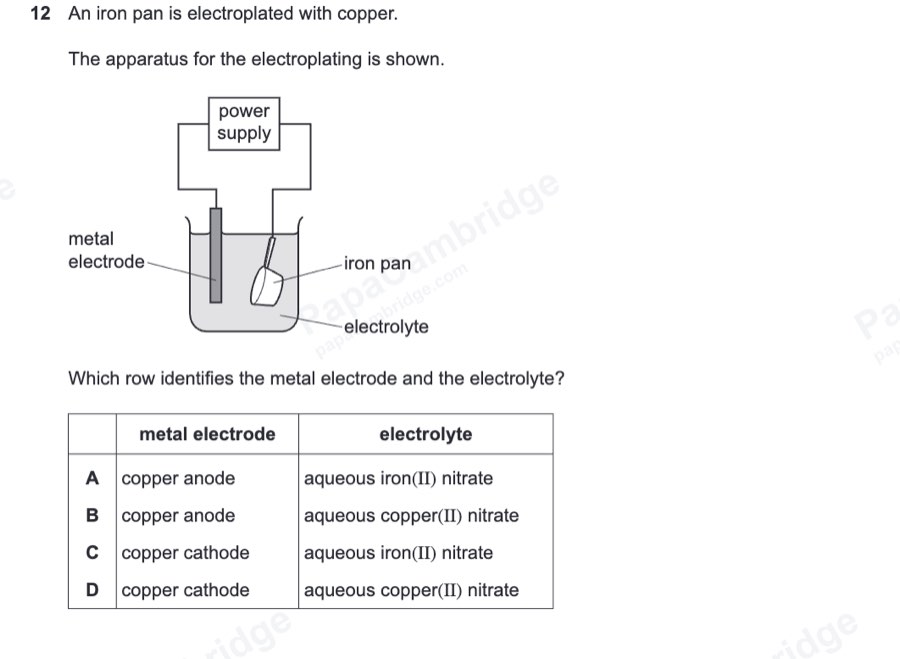 12 An iron pan is electroplated with copper.
The apparatus for the electroplating is shown.
power
supply
metal
electrode
iron pan
electrolyte
PapaCambridge
Which row identifies the metal electrode and the electrolyte?
metal electrode electrolyte
A copper anode aqueous iron(II) nitrate
B copper anode aqueous copper(II) nitrate
C copper cathode aqueous iron(II) nitrate
D copper cathode aqueous copper(II) nitrate